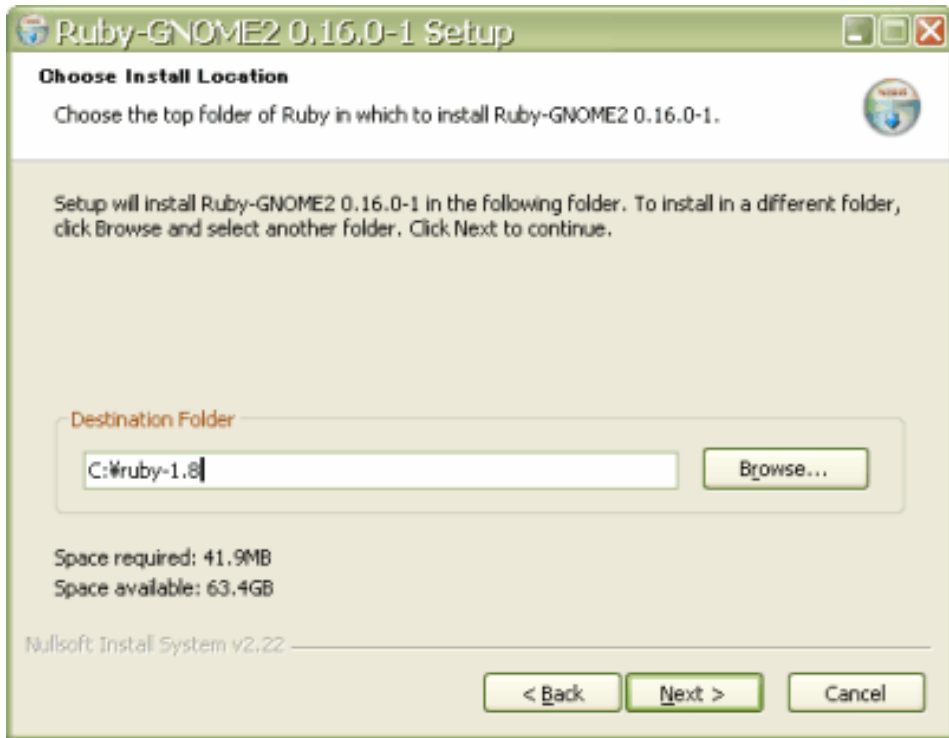 Ruby-GNOME2 0.16.0-1 Setup
Choose Install Location
Choose the top folder of Ruby in which to install Ruby-GNOME2 0.16.0-1.
Setup will install Ruby-GNOME2 0.16.0-1 in the following folder. To install in a different folder,
click Browse and select another folder. Click Next to continue.
Destination Folder
C:¥ruby-1.8
Browse...
Space required: 41.9MB
Space available: 63.4GB
Nullsoft Install System v2.22
< Back
Next >
Cancel